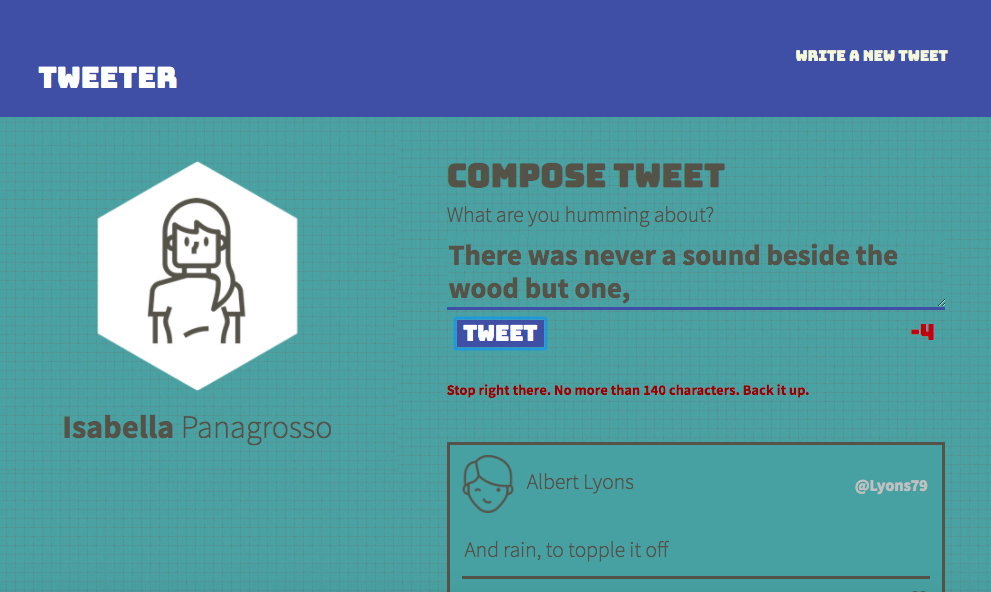 TWEETER
WRITE A NEW TWEET
Isabella Panagrosso
COMPOSE TWEET
What are you humming about?
There was never a sound beside the
wood but one,
TWEET
-4
Stop right there. No more than 140 characters. Back it up.
Albert Lyons
@Lyons79
And rain, to topple it off